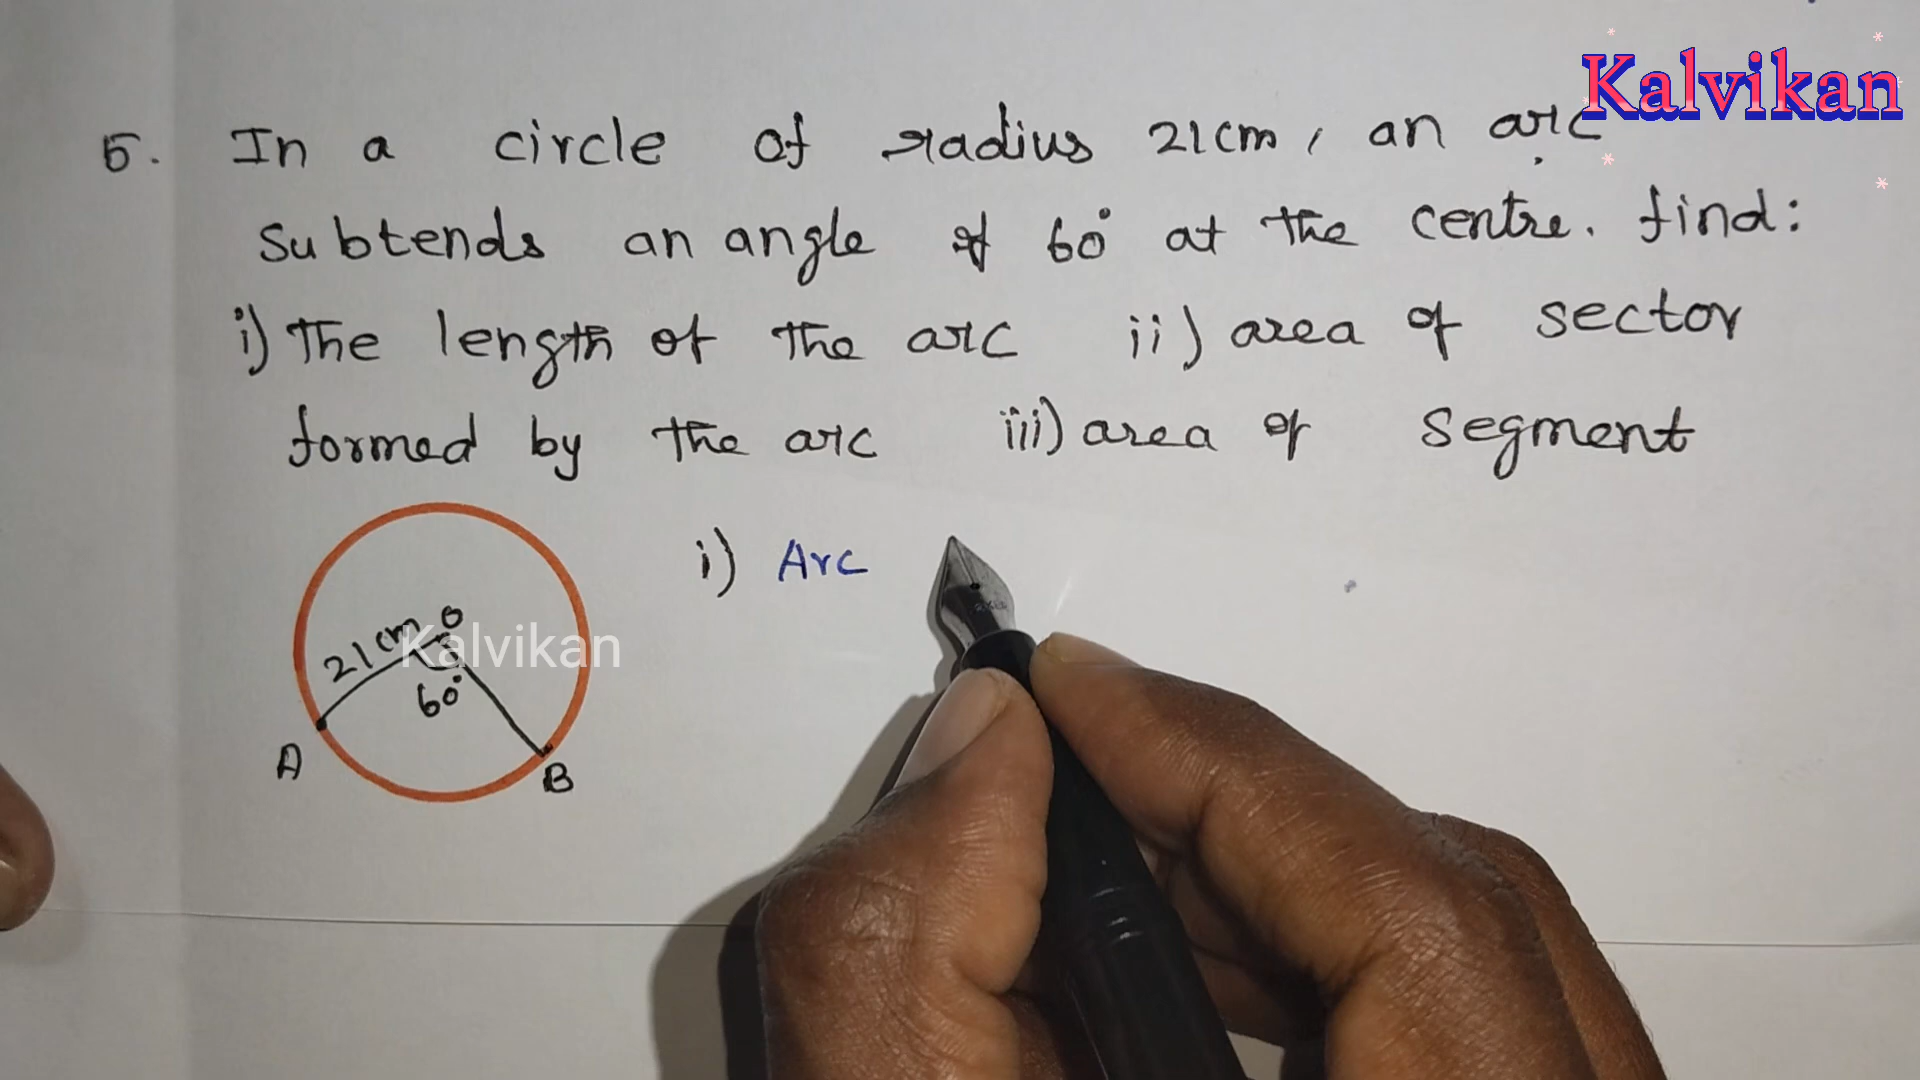 Kalvikan
5. In a circle of radius 21cm, an arc
subtends an angle of 60° at the centre. find:
i) The length of the arc ii) area of sector
formed by the arc iii) area of segment
i) Arc
21cm O
Kalvikan
60°
A
B